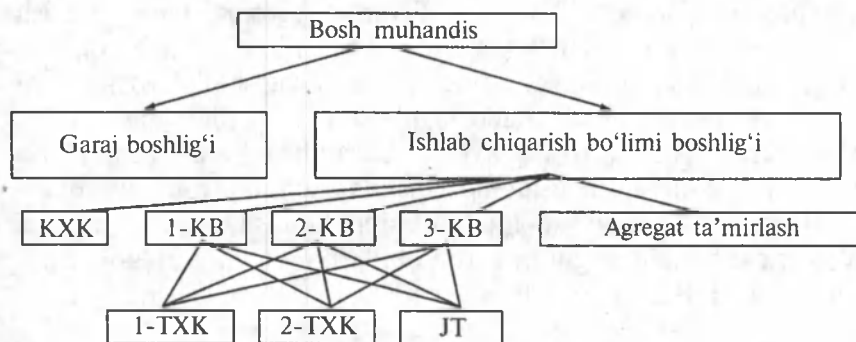 Bosh muhandis
Garaj boshlig‘i
Ishlab chiqarish bo‘limi boshlig‘i
KXK
1-KB
2-KB
3-KB
Agregat ta’mirlash
1-TXK
2-TXK
JT